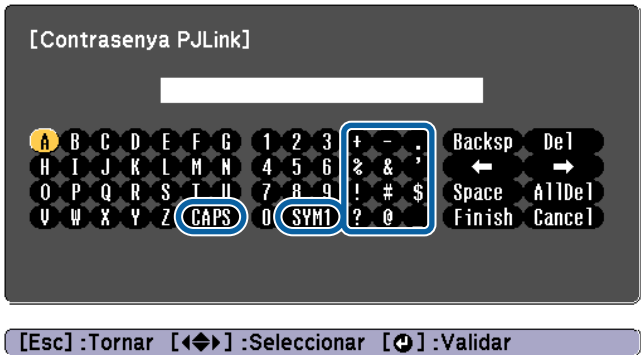 [Contrasenya PJLink]
A B C D E F G 1 2 3 + - . Backsp Del
H I J K L M N 4 5 6 % & ' ← →
O P Q R S T U 7 8 9 ! # $ Space AllDel
V W X Y Z CAPS 0 SYM1 ? @ _ Finish Cancel
[Esc] :Tornar [◀◆▶] :Seleccionar [⏎] :Validar